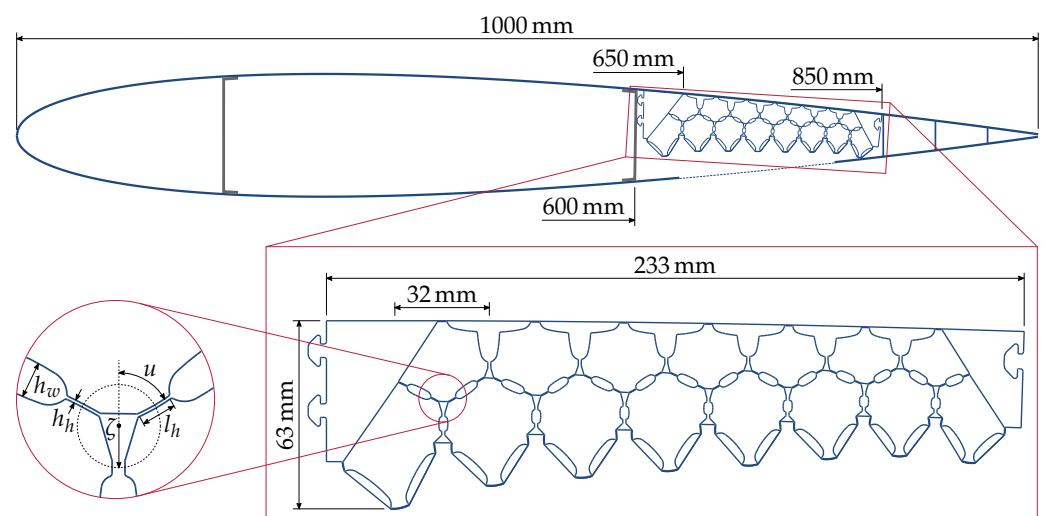 1000 mm
650 mm
850 mm
600 mm
233 mm
32 mm
63 mm
u
h_w
h_h
ζ
l_h